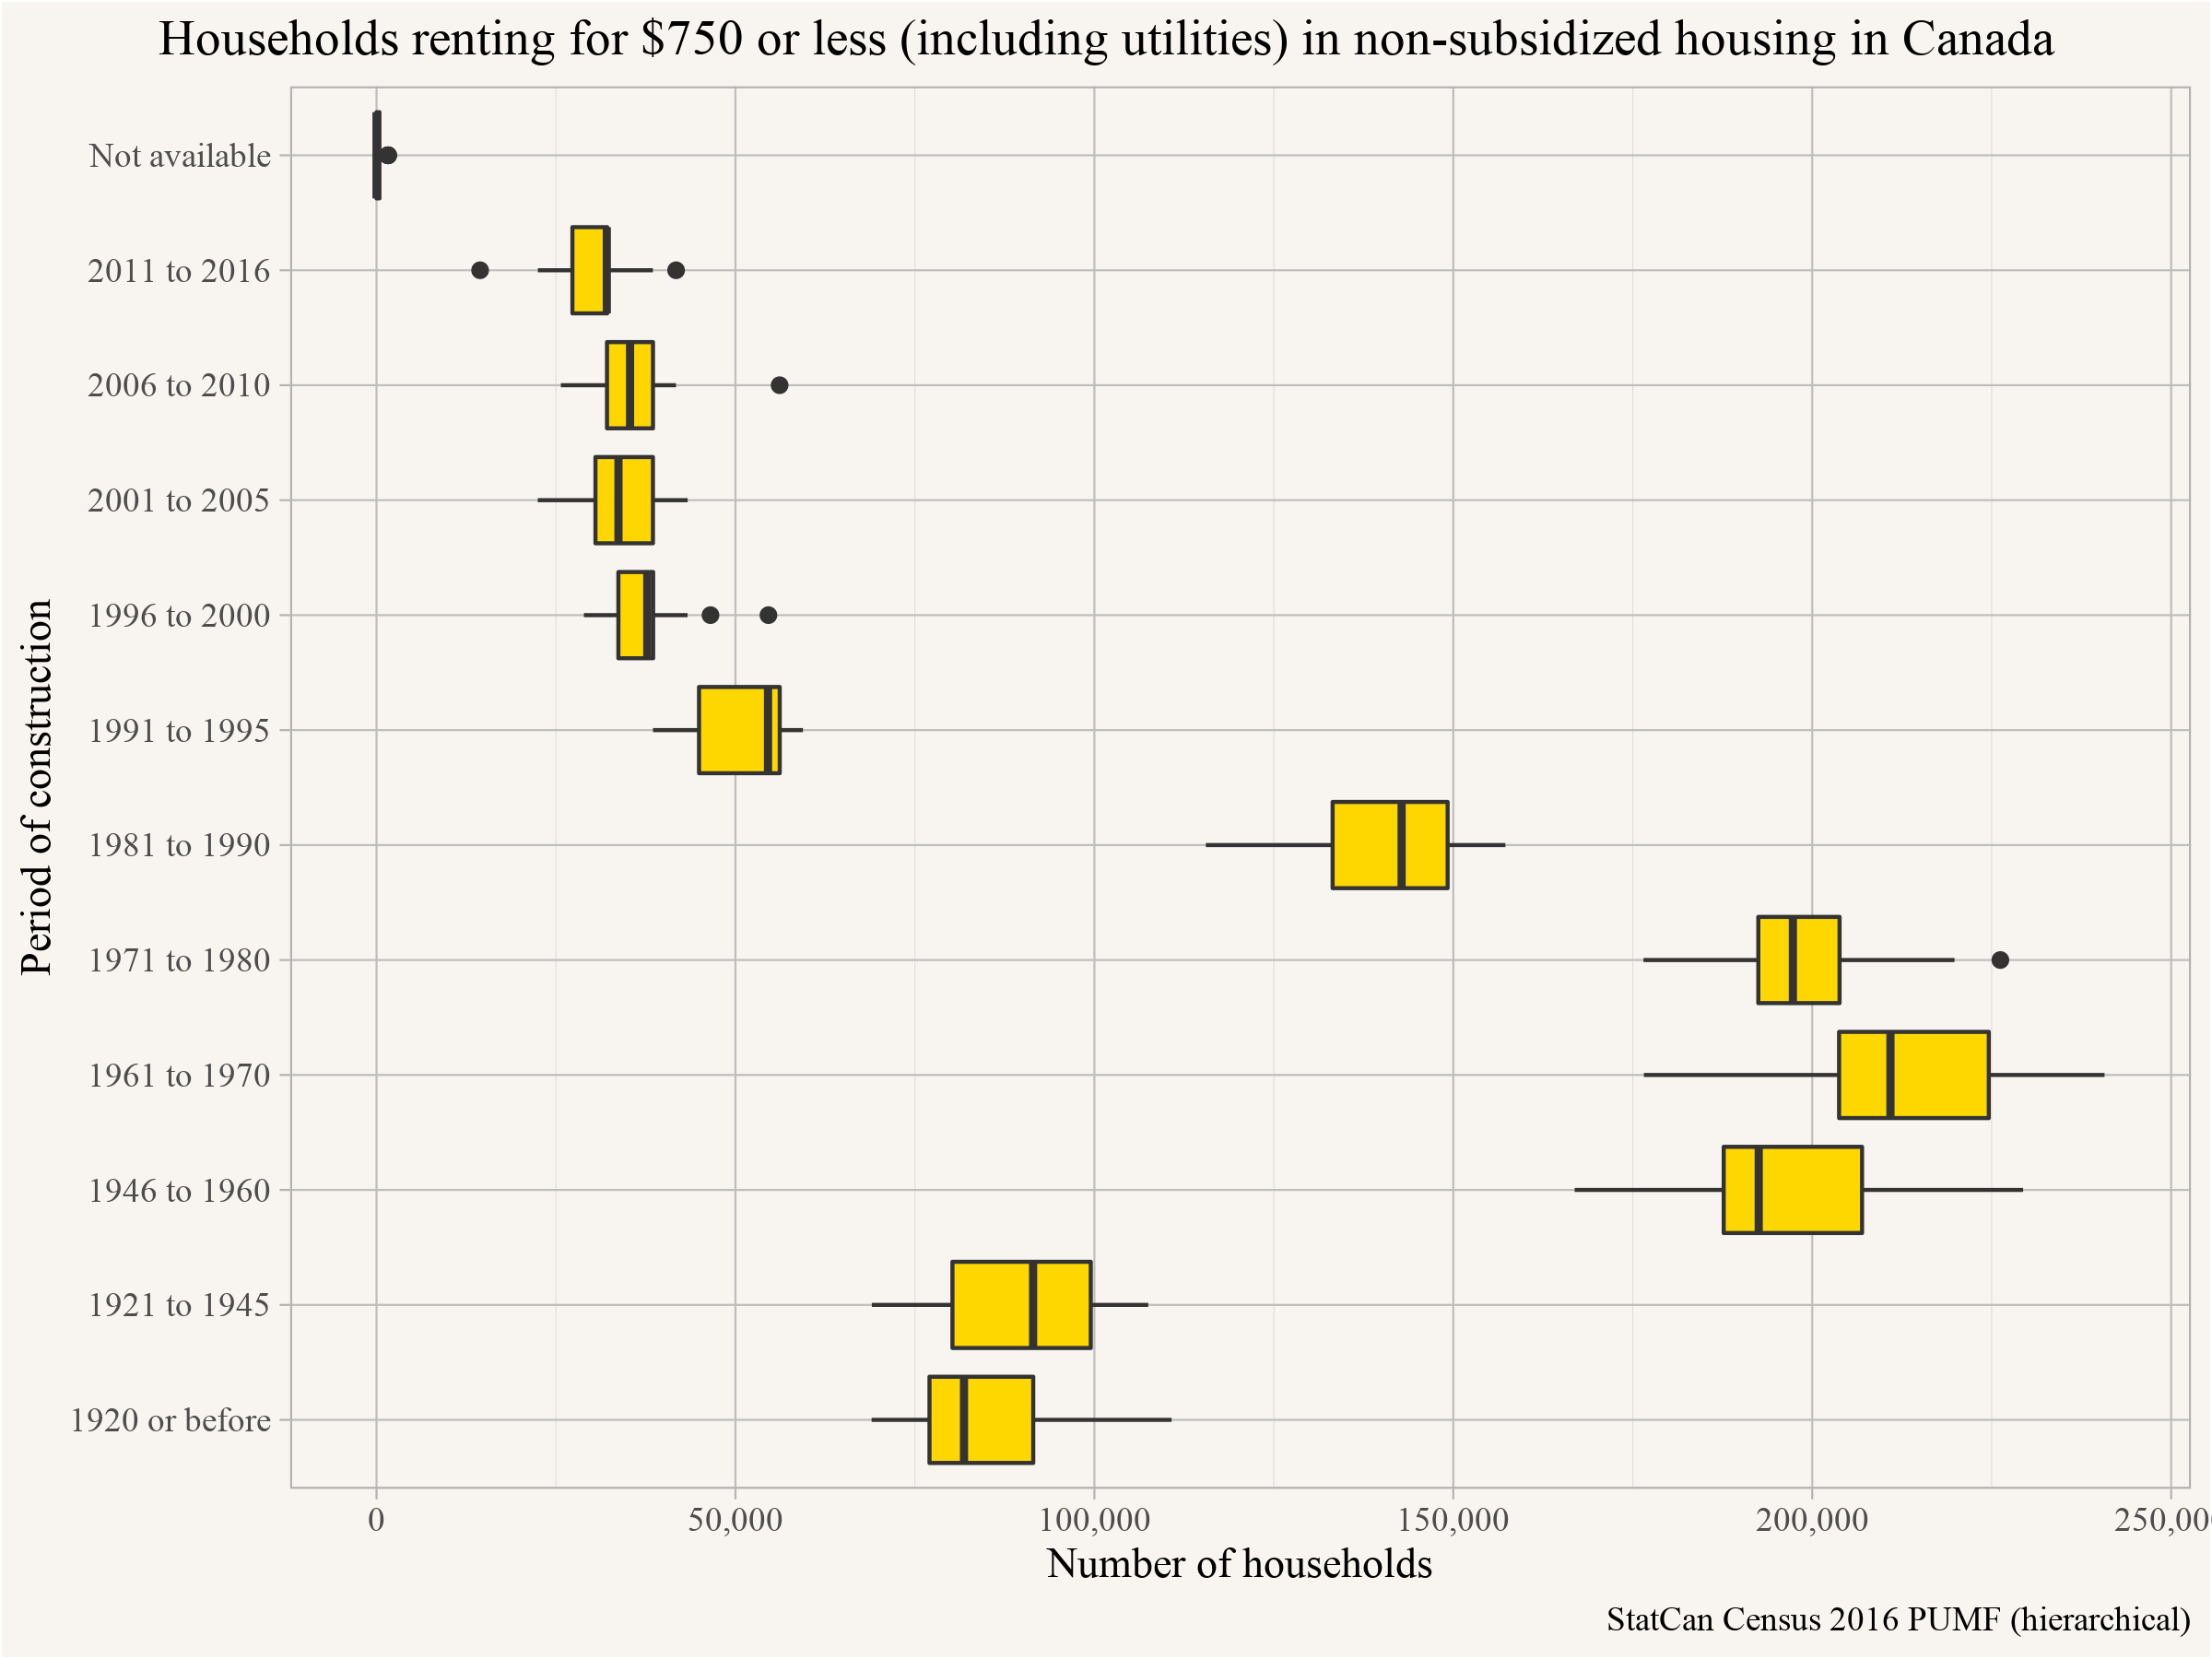 Households renting for $750 or less (including utilities) in non-subsidized housing in Canada
Period of construction
Not available
2011 to 2016
2006 to 2010
2001 to 2005
1996 to 2000
1991 to 1995
1981 to 1990
1971 to 1980
1961 to 1970
1946 to 1960
1921 to 1945
1920 or before
0 50,000 100,000 150,000 200,000 250,00
Number of households
StatCan Census 2016 PUMF (hierarchical)